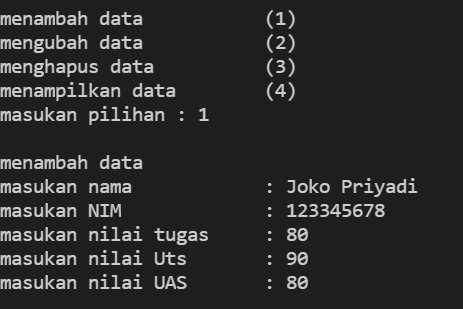 menambah data (1)
mengubah data (2)
menghapus data (3)
menampilkan data (4)
masukan pilihan : 1
menambah data
masukan nama : Joko Priyadi
masukan NIM : 123345678
masukan nilai tugas : 80
masukan nilai Uts : 90
masukan nilai UAS : 80